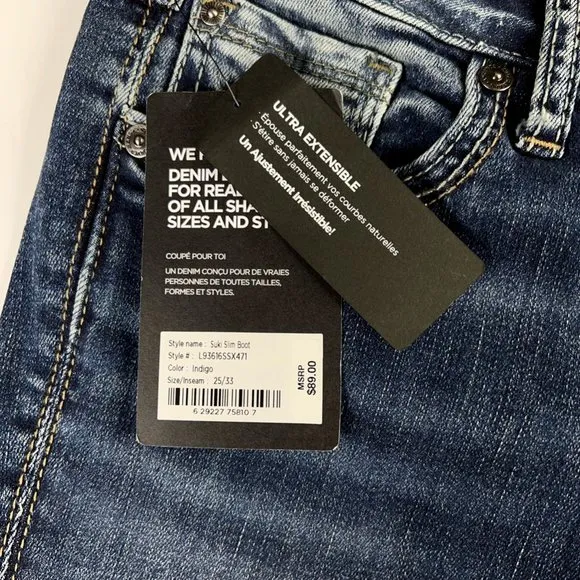 WE
DENIM
FOR REAL
OF ALL
SIZES AND
COUPÉ POUR TOI
UN DENIM CONÇU POUR DE VRAIES
PERSONNES DE TOUTES TAILLES,
FORMES ET STYLES.
Style name : Suki Slim Boot
Style # : L93616SSX471
Color : Indigo
Size/Inseam : 25/33
6 29227 75810 7
MSRP
$89.00
ULTRA EXTENSIBLE
Épouse parfaitement vos courbes naturelles
S'étire sans jamais se déformer
Un Ajustement Irrésistible!